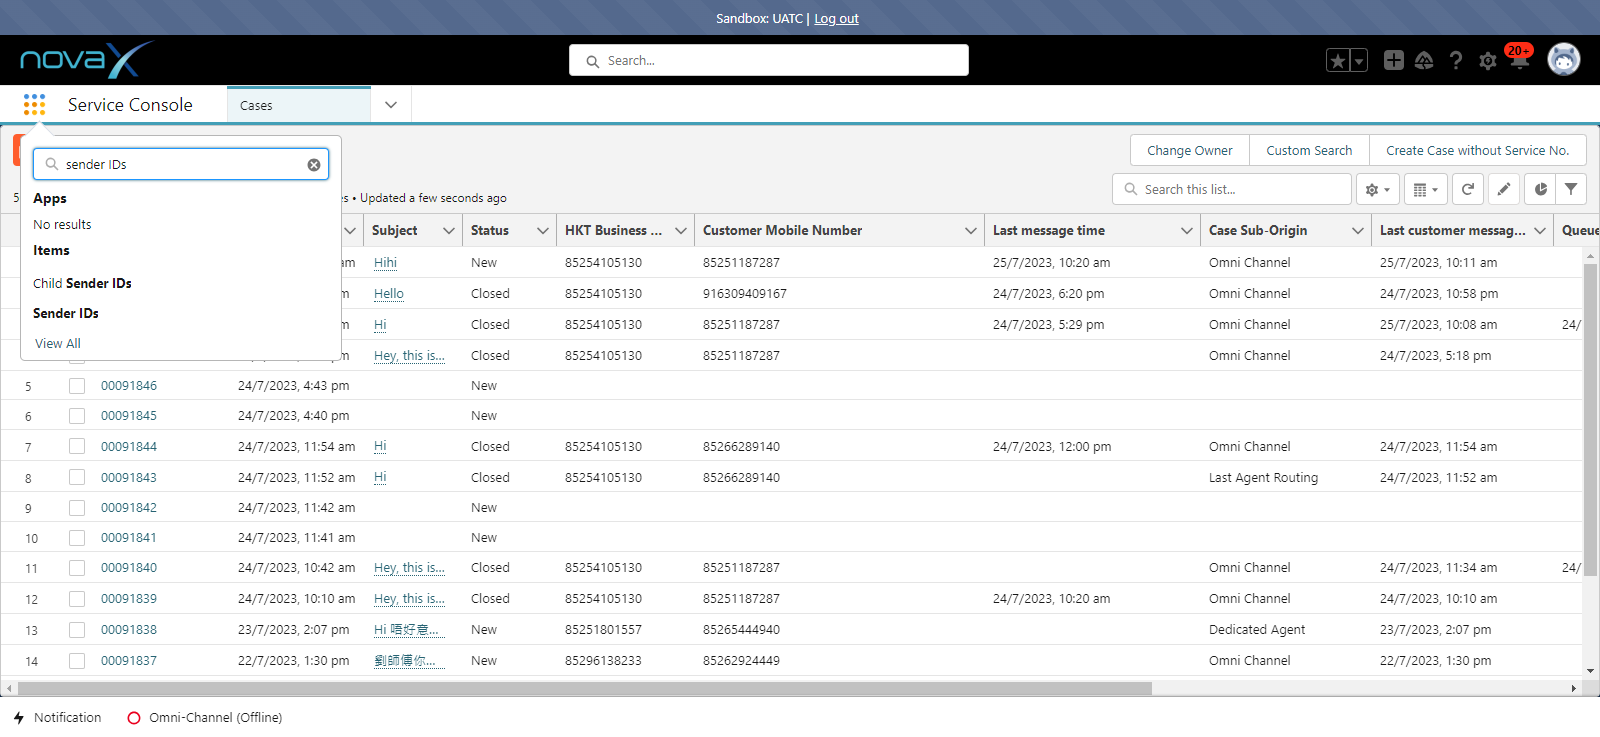 Sandbox: UATC | Log out
novaX
Search...
20+
Service Console
Cases
sender IDs
Apps
No results
Items
Child Sender IDs
Sender IDs
View All
Change Owner
Custom Search
Create Case without Service No.
5
es • Updated a few seconds ago
Search this list...
Subject Status HKT Business ... Customer Mobile Number Last message time Case Sub-Origin Last customer messag... Queue
am Hihi New 85254105130 85251187287 25/7/2023, 10:20 am Omni Channel 25/7/2023, 10:11 am
m Hello Closed 85254105130 916309409167 24/7/2023, 6:20 pm Omni Channel 24/7/2023, 10:58 pm
m Hi Closed 85254105130 85251187287 24/7/2023, 5:29 pm Omni Channel 25/7/2023, 10:08 am 24/
Hey, this is... Closed 85254105130 85251187287 Omni Channel 24/7/2023, 5:18 pm
5 00091846 24/7/2023, 4:43 pm New
6 00091845 24/7/2023, 4:40 pm New
7 00091844 24/7/2023, 11:54 am Hi Closed 85254105130 85266289140 24/7/2023, 12:00 pm Omni Channel 24/7/2023, 11:54 am
8 00091843 24/7/2023, 11:52 am Hi Closed 85254105130 85266289140 Last Agent Routing 24/7/2023, 11:52 am
9 00091842 24/7/2023, 11:42 am New
10 00091841 24/7/2023, 11:41 am New
11 00091840 24/7/2023, 10:42 am Hey, this is... Closed 85254105130 85251187287 Omni Channel 24/7/2023, 11:34 am 24/7
12 00091839 24/7/2023, 10:10 am Hey, this is... Closed 85254105130 85251187287 24/7/2023, 10:20 am Omni Channel 24/7/2023, 10:10 am
13 00091838 23/7/2023, 2:07 pm Hi 唔好意... New 85251801557 85265444940 Dedicated Agent 23/7/2023, 2:07 pm
14 00091837 22/7/2023, 1:30 pm 劉師傅你... New 85296138233 85262924449 Omni Channel 22/7/2023, 1:30 pm
Notification
Omni-Channel (Offline)